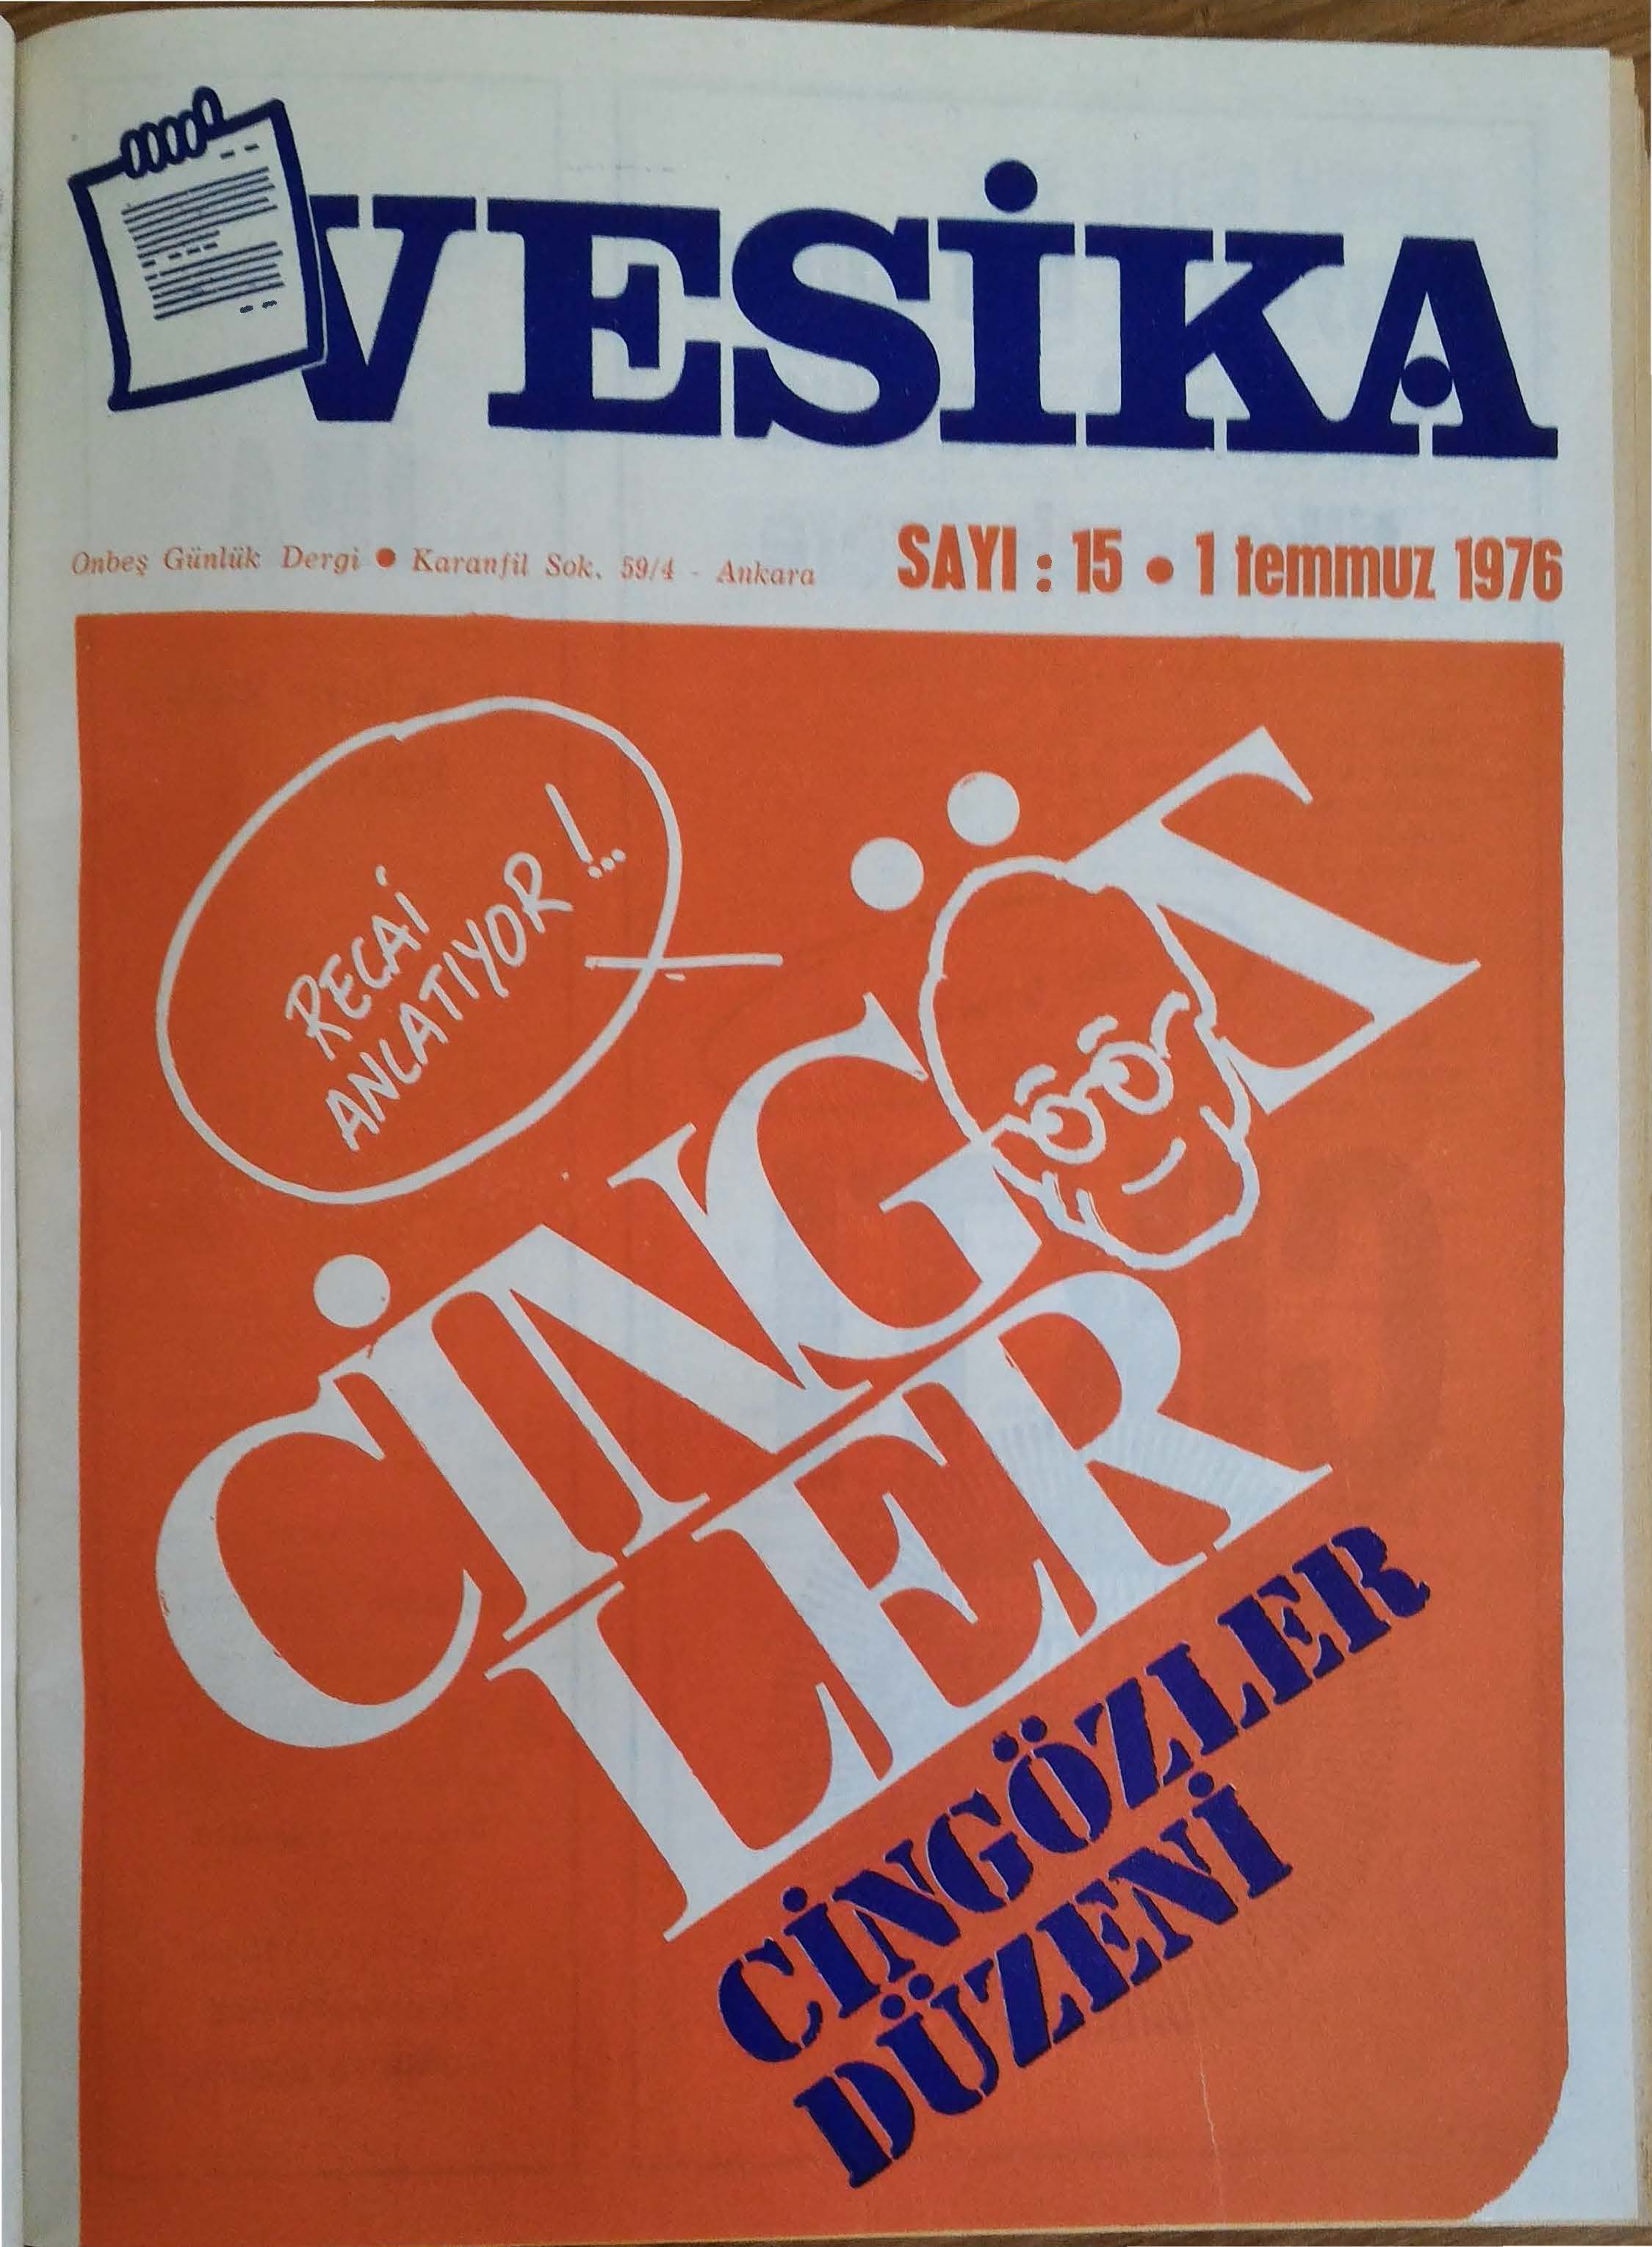 VESİKA
Onbeş Günlük Dergi ● Karanfil Sok. 59/4 - Ankara
SAYI : 15 ● 1 temmuz 1976
RECAİ
ANLATIYOR !..
CİNGÖZ
LER
CİNGÖZLER
DÜZENİ